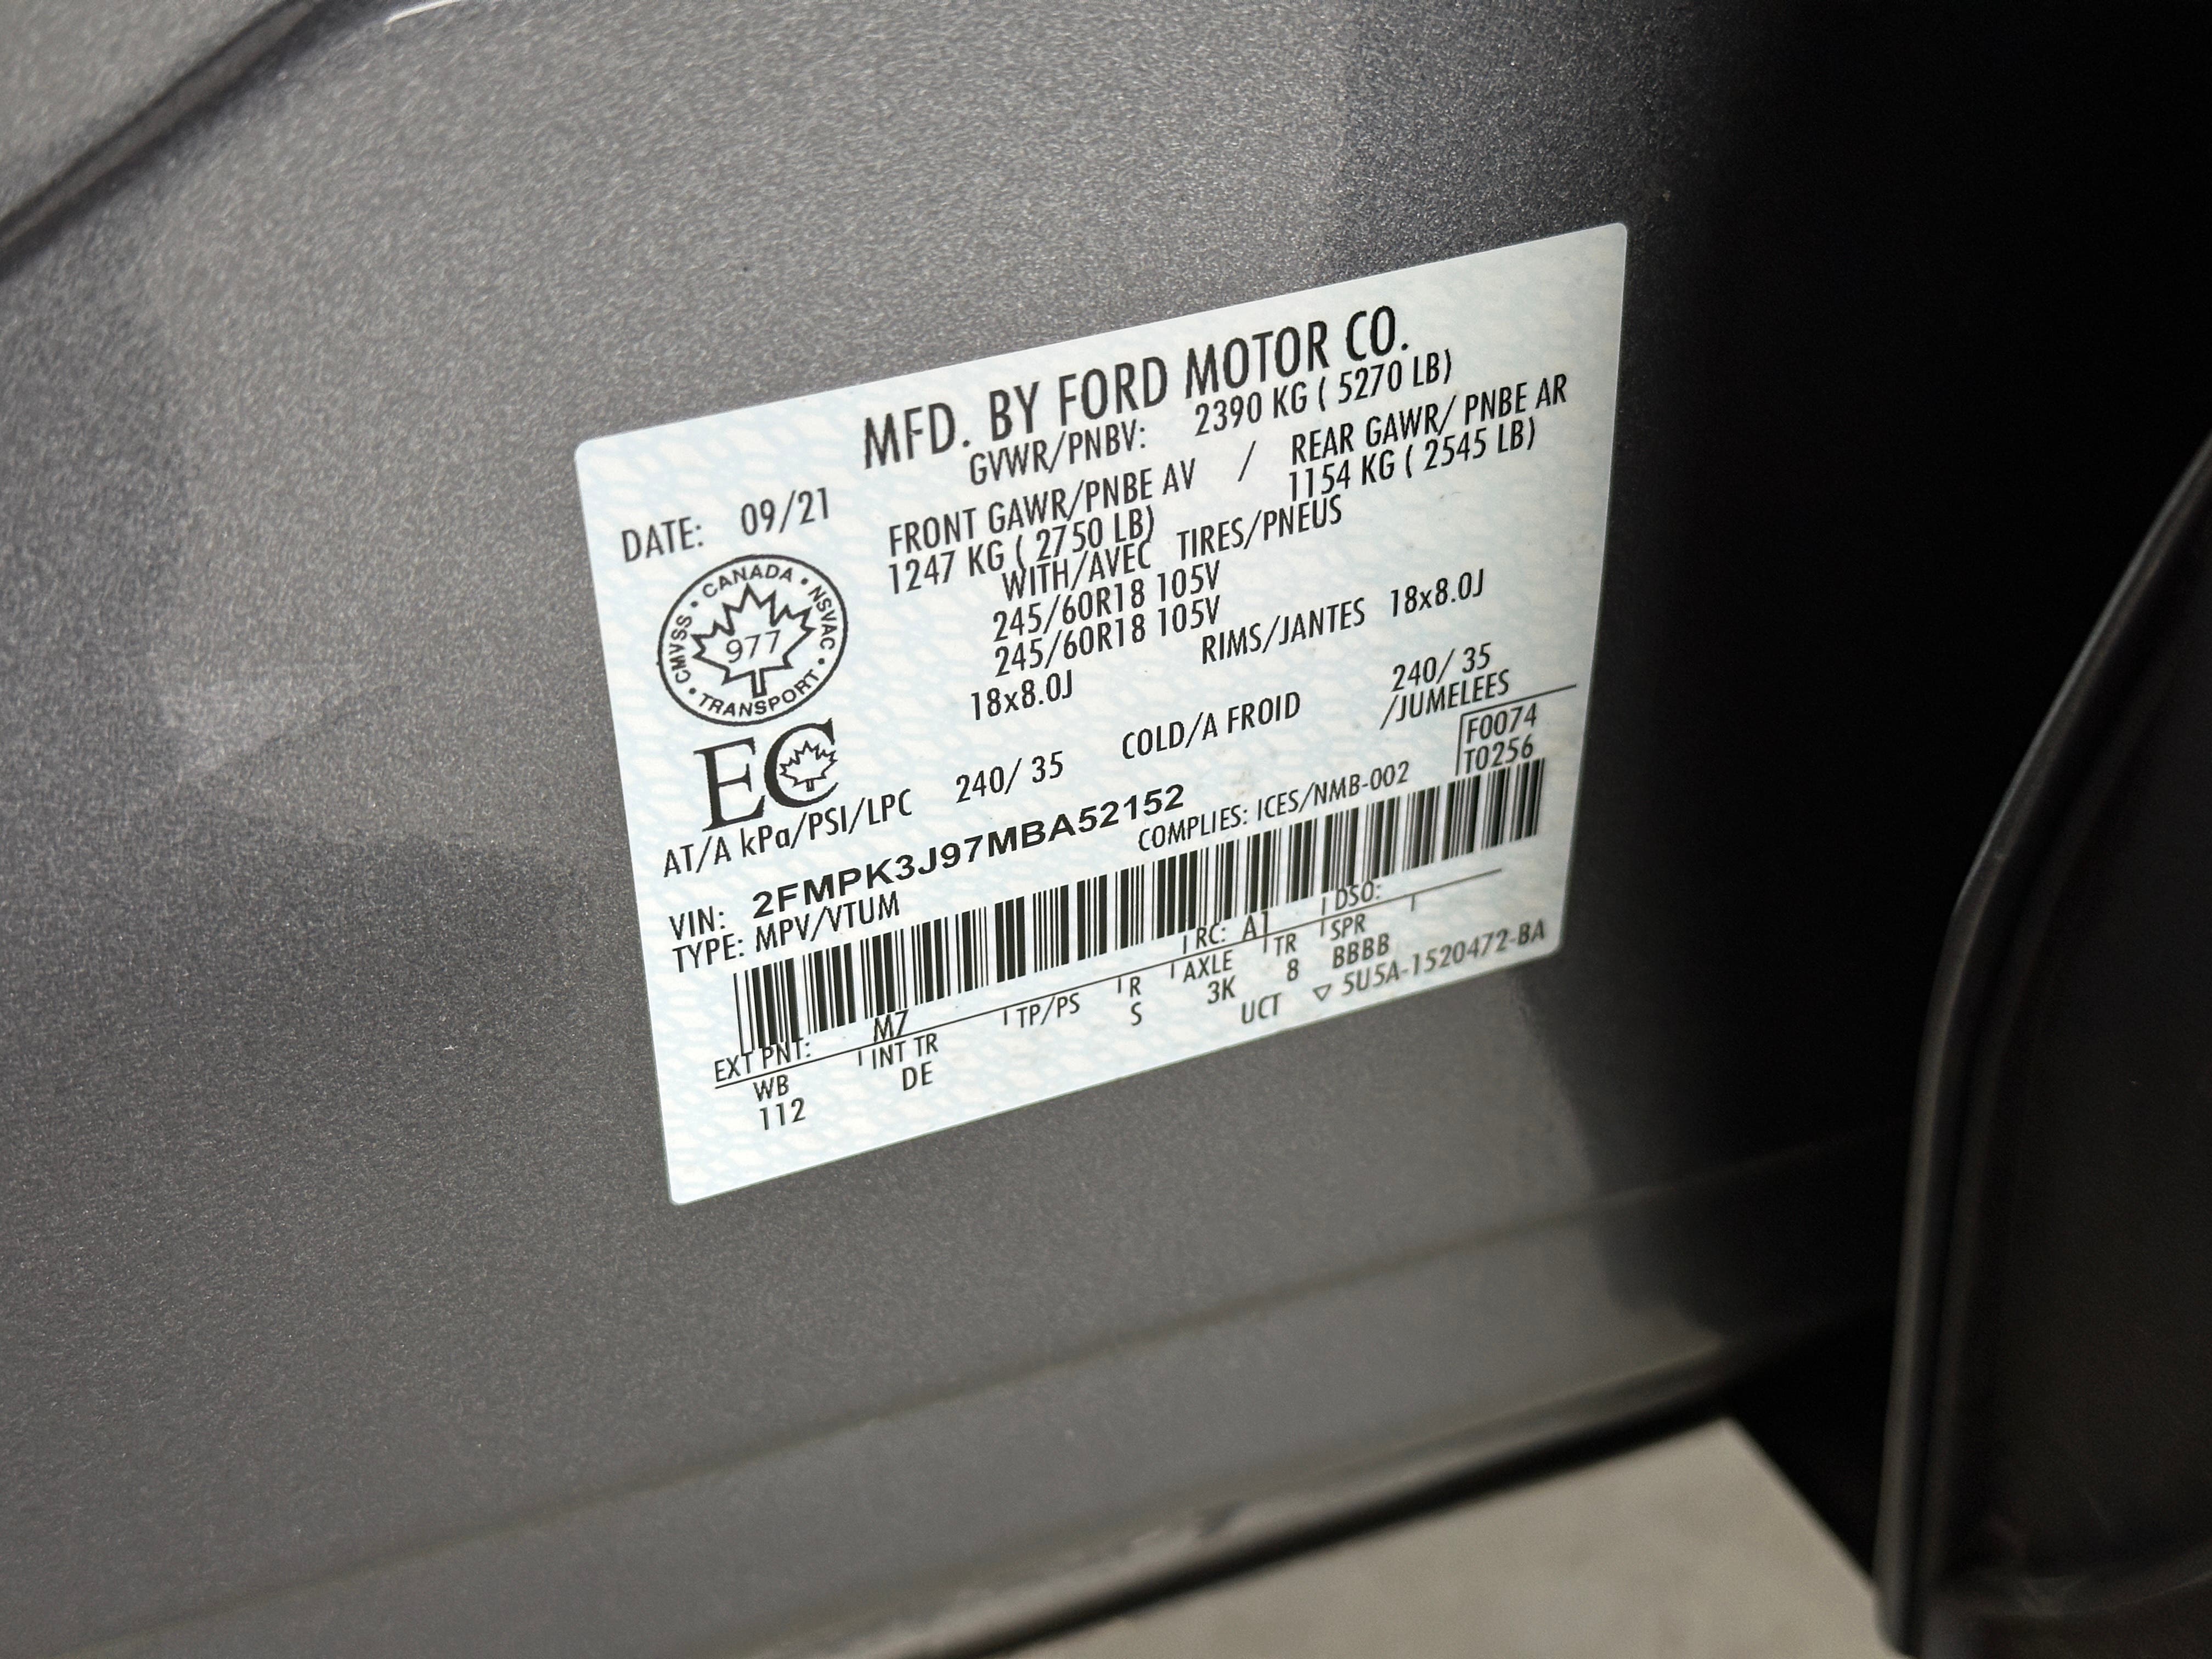 MFD. BY FORD MOTOR CO.
GVWR/PNBV: 2390 KG ( 5270 LB)
DATE: 09/21
FRONT GAWR/PNBE AV / REAR GAWR/ PNBE AR
1247 KG ( 2750 LB) 1154 KG ( 2545 LB)
WITH/AVEC TIRES/PNEUS
245/60R18 105V
245/60R18 105V
18x8.0J RIMS/JANTES 18x8.0J
CMVSS • CANADA • NSVAC • TRANSPORT •
977
EC
AT/A kPa/PSI/LPC 240/ 35 COLD/A FROID 240/ 35
/JUMELEES
VIN: 2FMPK3J97MBA52152
F0074
T0256
TYPE: MPV/VTUM COMPLIES: ICES/NMB-002
EXT PNT: M7 RC: A1 DSO:
WB INT TR TP/PS R AXLE TR SPR
112 DE S 3K 8 BBBB
UCT ▽ 5U5A-1520472-BA